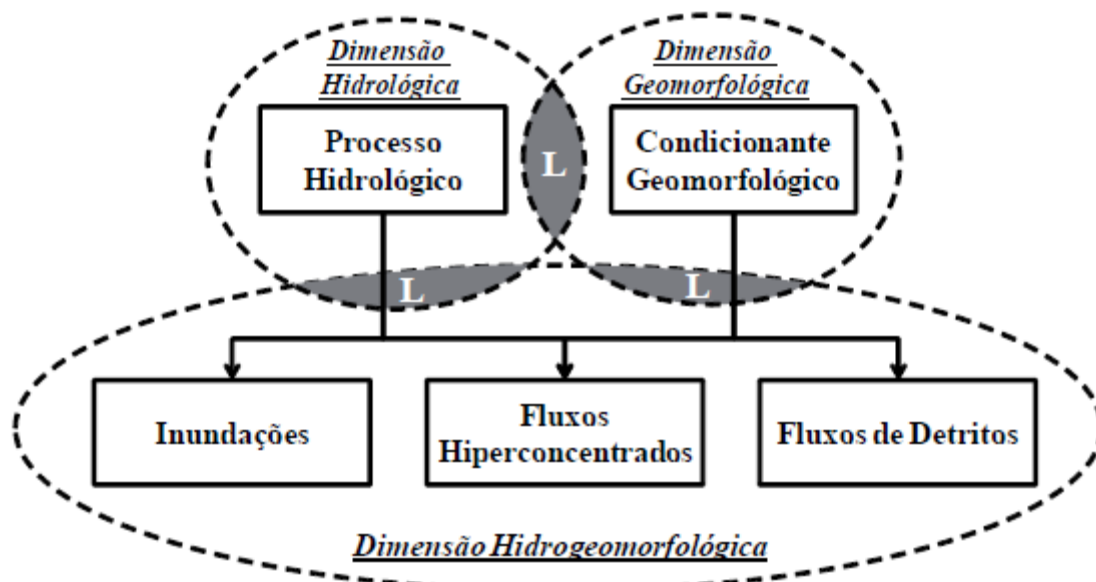 Dimensão
Hidrológica
Dimensão
Geomorfológica
Processo
Hidrológico
L
Condicionante
Geomorfológico
L
L
Inundações
Fluxos
Hiperconcentrados
Fluxos de Detritos
Dimensão Hidrogeomorfológica